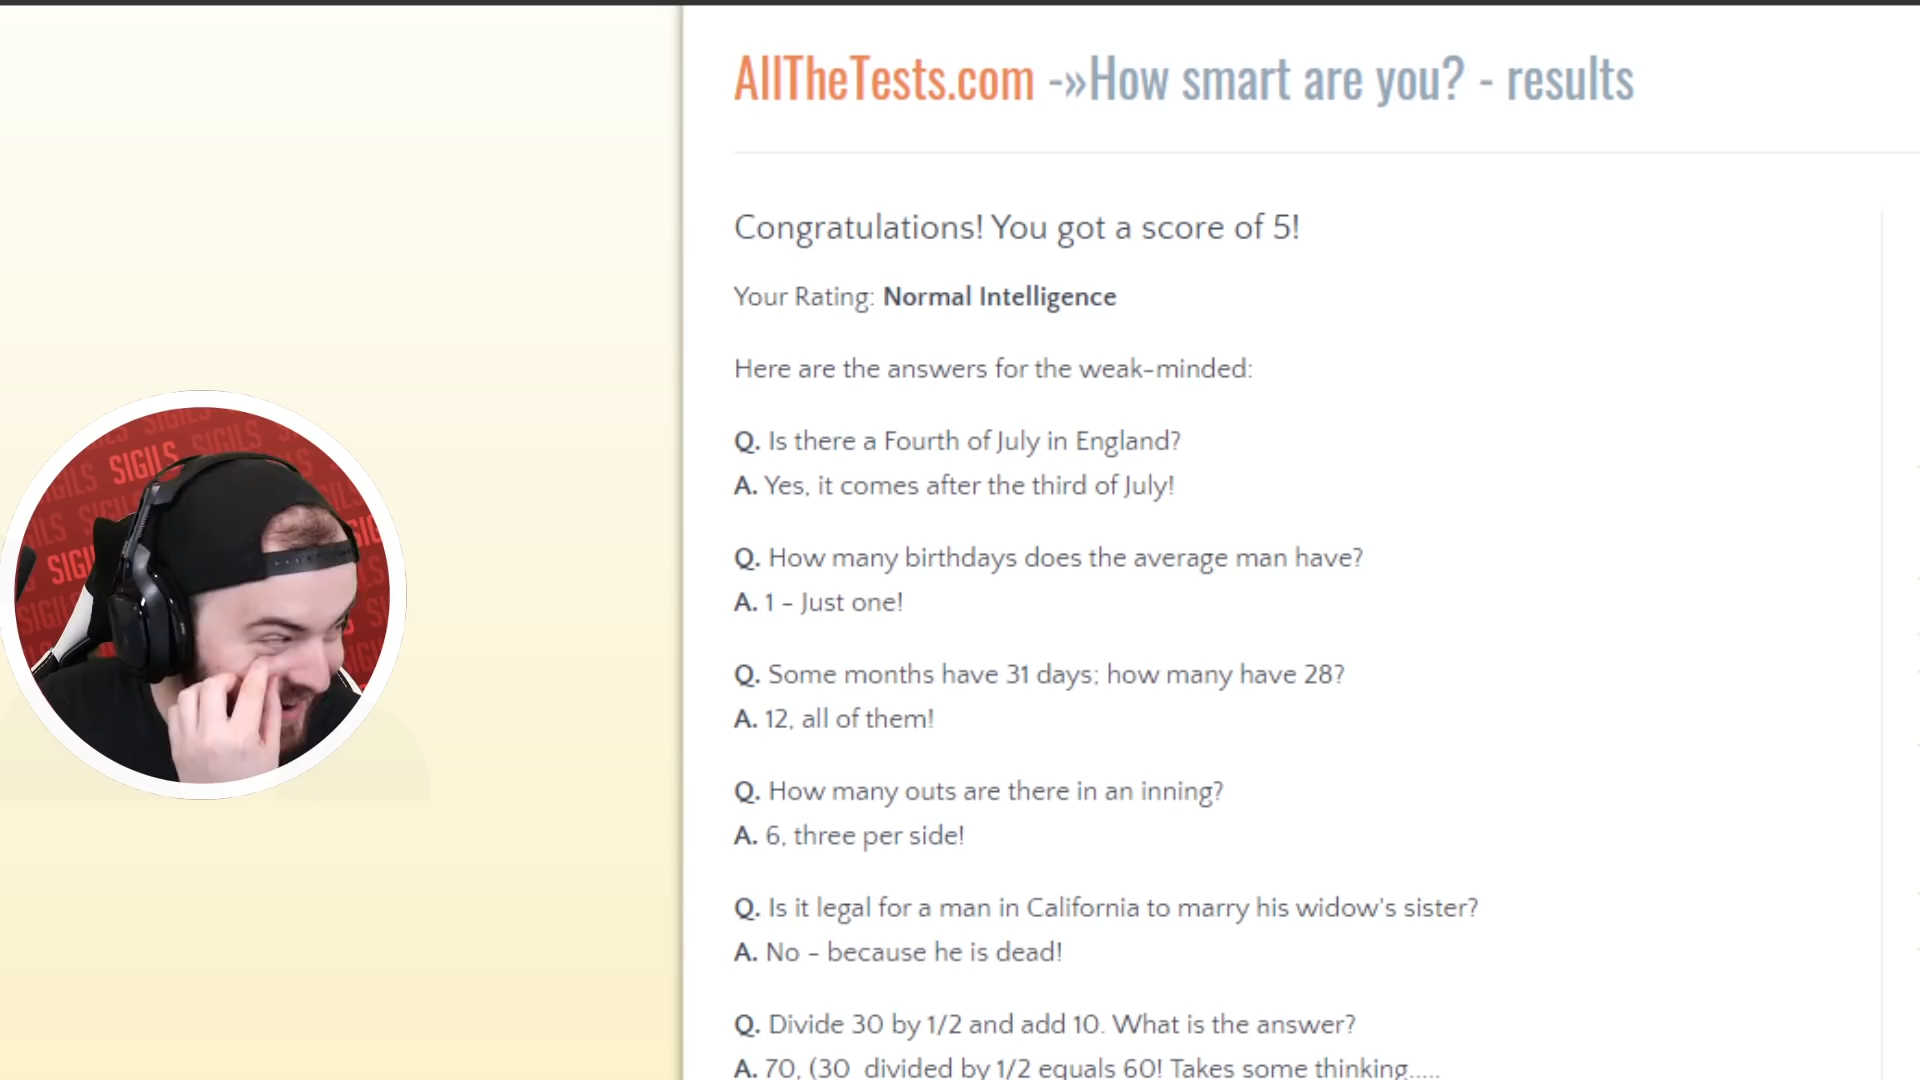 AllTheTests.com -»How smart are you? - results
Congratulations! You got a score of 5!
Your Rating: Normal Intelligence
Here are the answers for the weak-minded:
Q. Is there a Fourth of July in England?
A. Yes, it comes after the third of July!
Q. How many birthdays does the average man have?
A. 1 - Just one!
Q. Some months have 31 days; how many have 28?
A. 12, all of them!
Q. How many outs are there in an inning?
A. 6, three per side!
Q. Is it legal for a man in California to marry his widow's sister?
A. No - because he is dead!
Q. Divide 30 by 1/2 and add 10. What is the answer?
A. 70, (30 divided by 1/2 equals 60! Takes some thinking.....
SIGILS
SIGILS